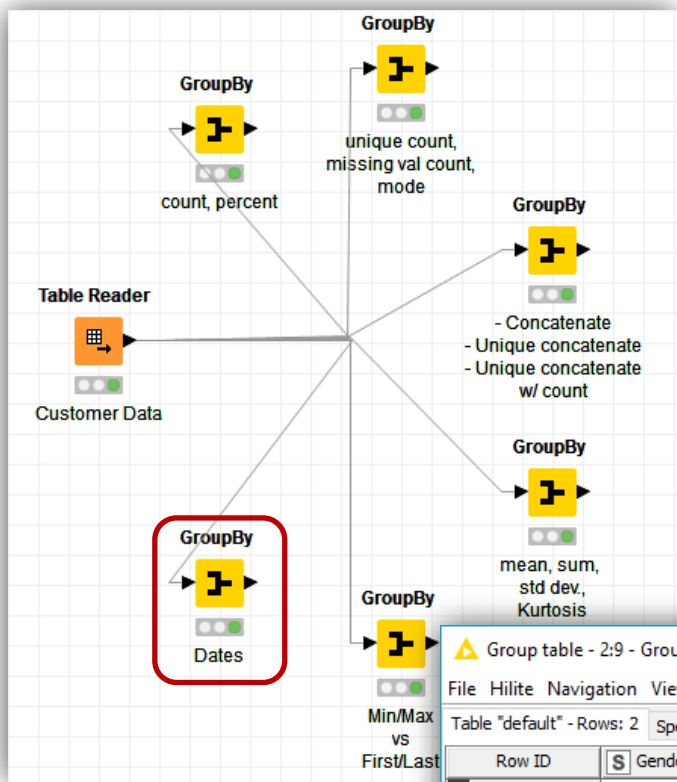 GroupBy
unique count,
missing val count,
mode
GroupBy
count, percent
GroupBy
- Concatenate
- Unique concatenate
- Unique concatenate
w/ count
Table Reader
Customer Data
GroupBy
mean, sum,
std dev.,
Kurtosis
GroupBy
Dates
GroupBy
Min/Max
vs
First/Last
Group table - 2:9 - Grou
File Hilite Navigation Vie
Table "default" - Rows: 2 Spe
Row ID S Gende